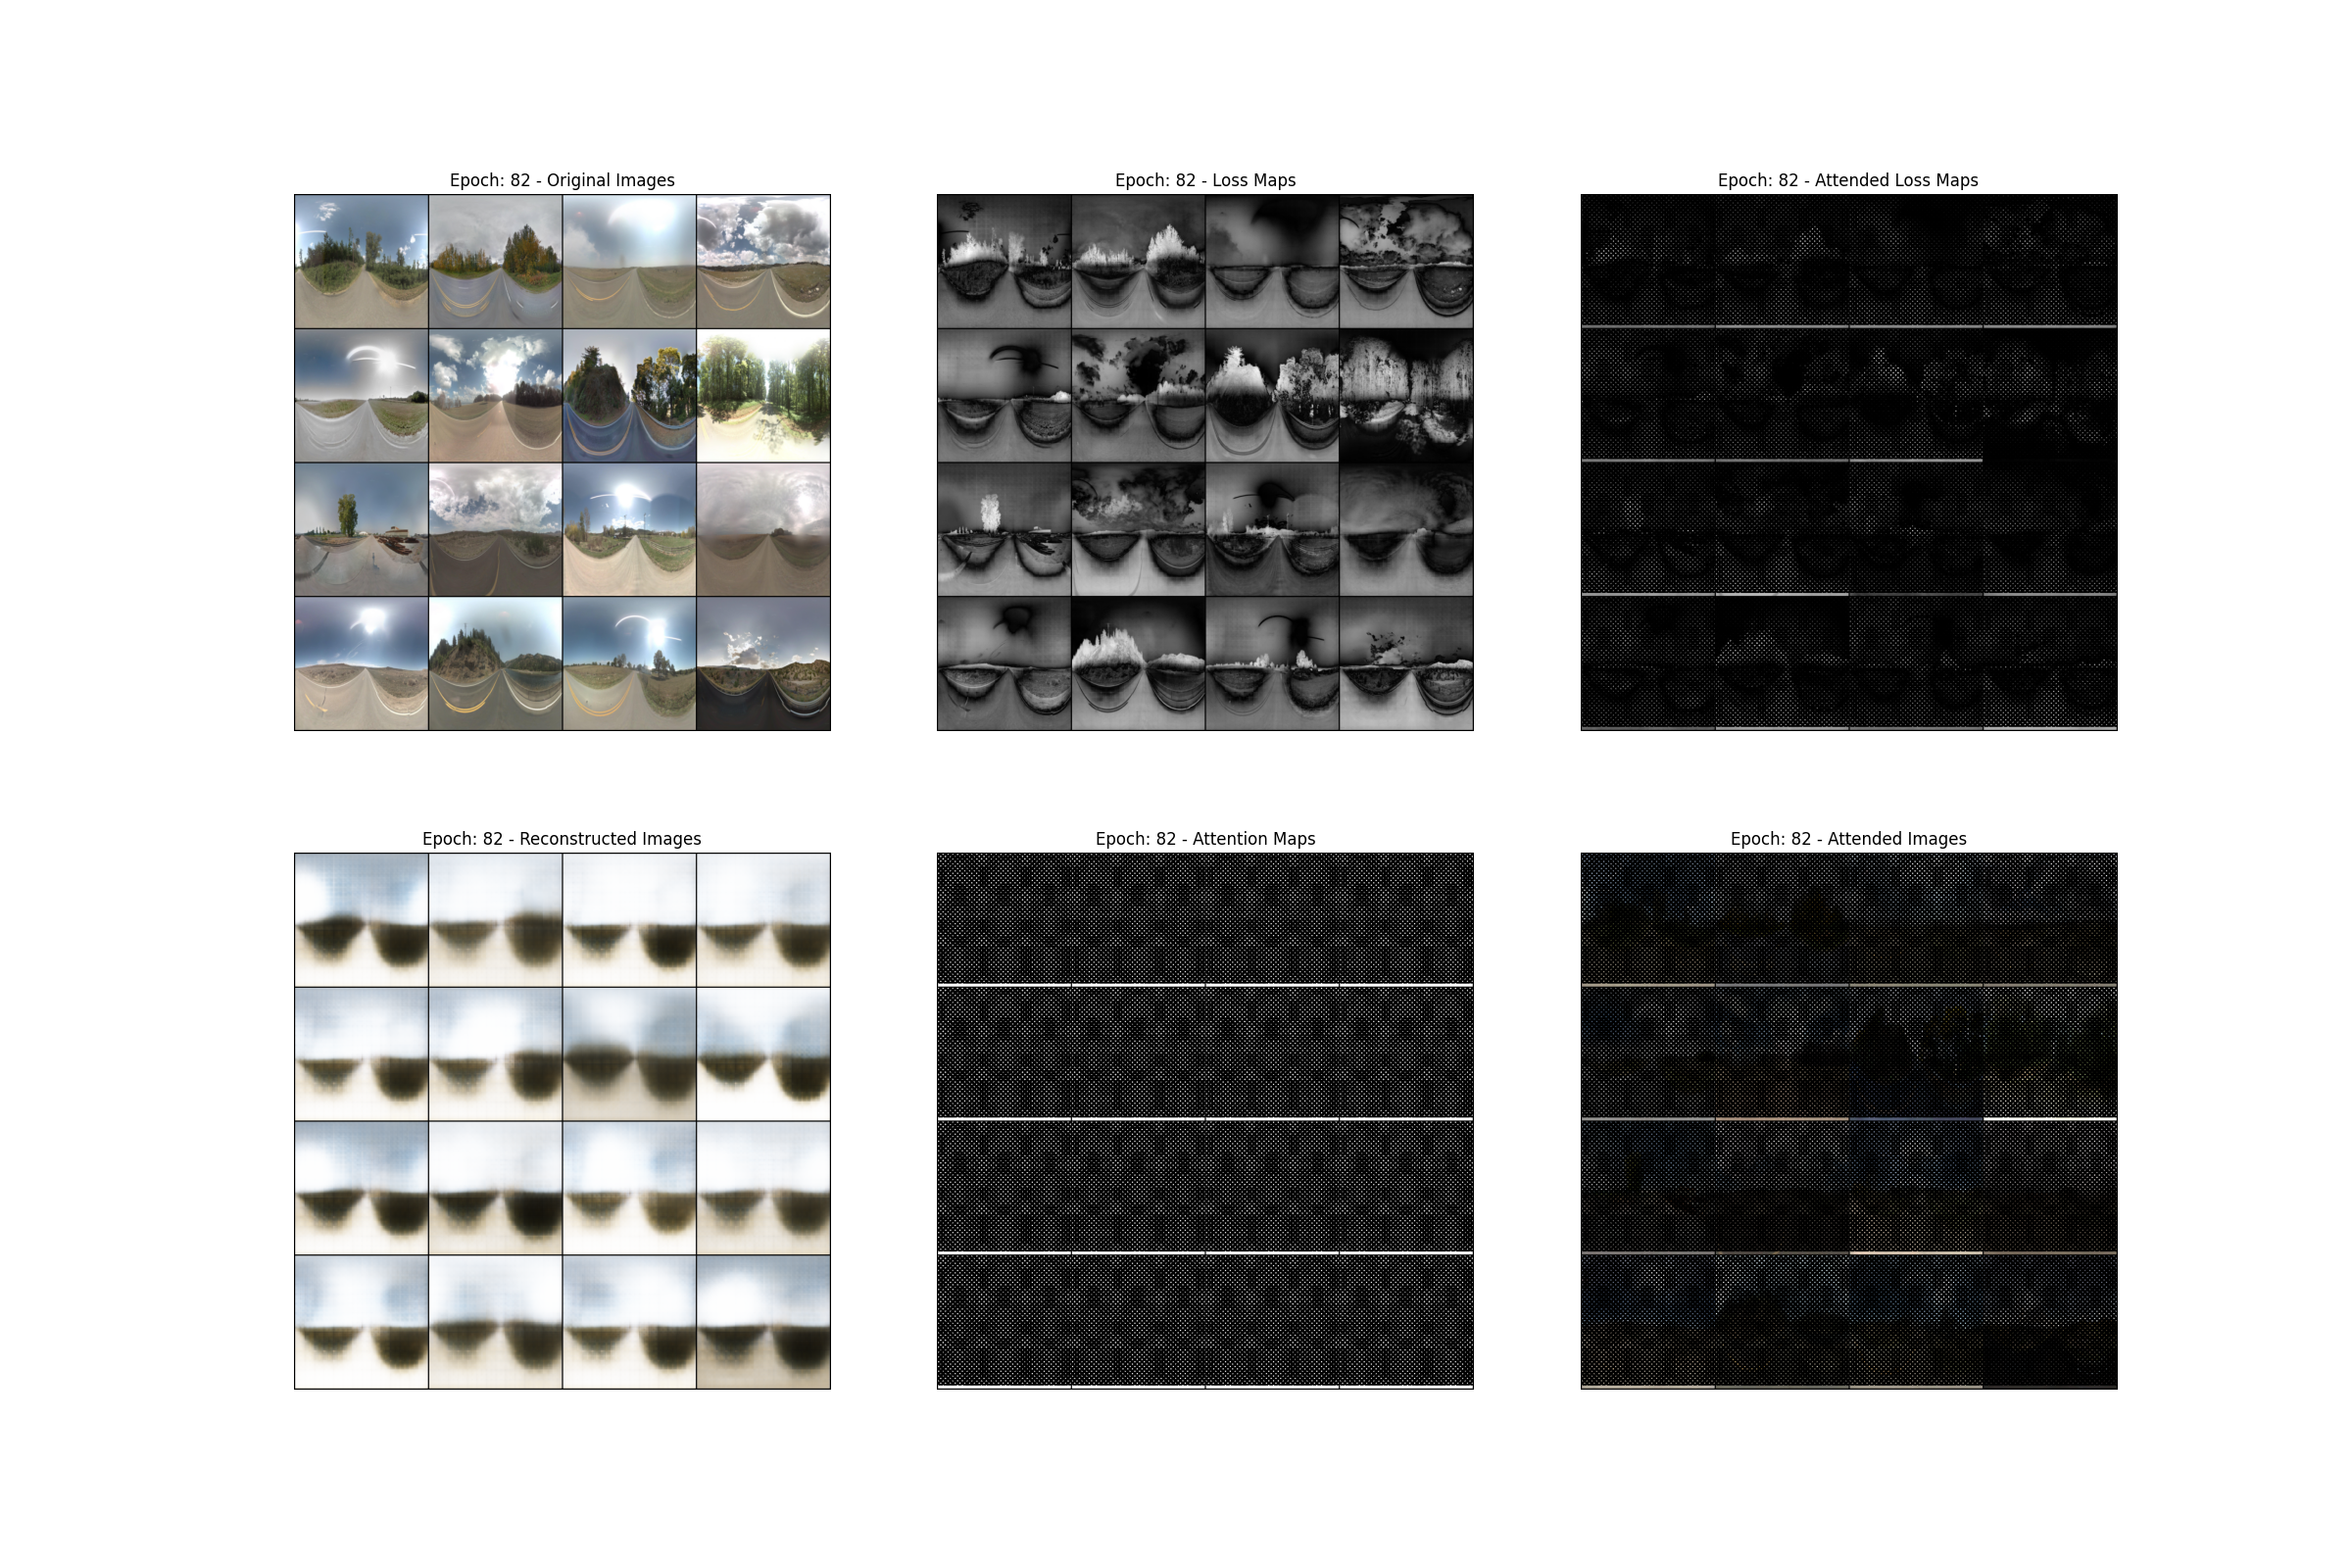 Epoch: 82 - Original Images
Epoch: 82 - Loss Maps
Epoch: 82 - Attended Loss Maps
Epoch: 82 - Reconstructed Images
Epoch: 82 - Attention Maps
Epoch: 82 - Attended Images